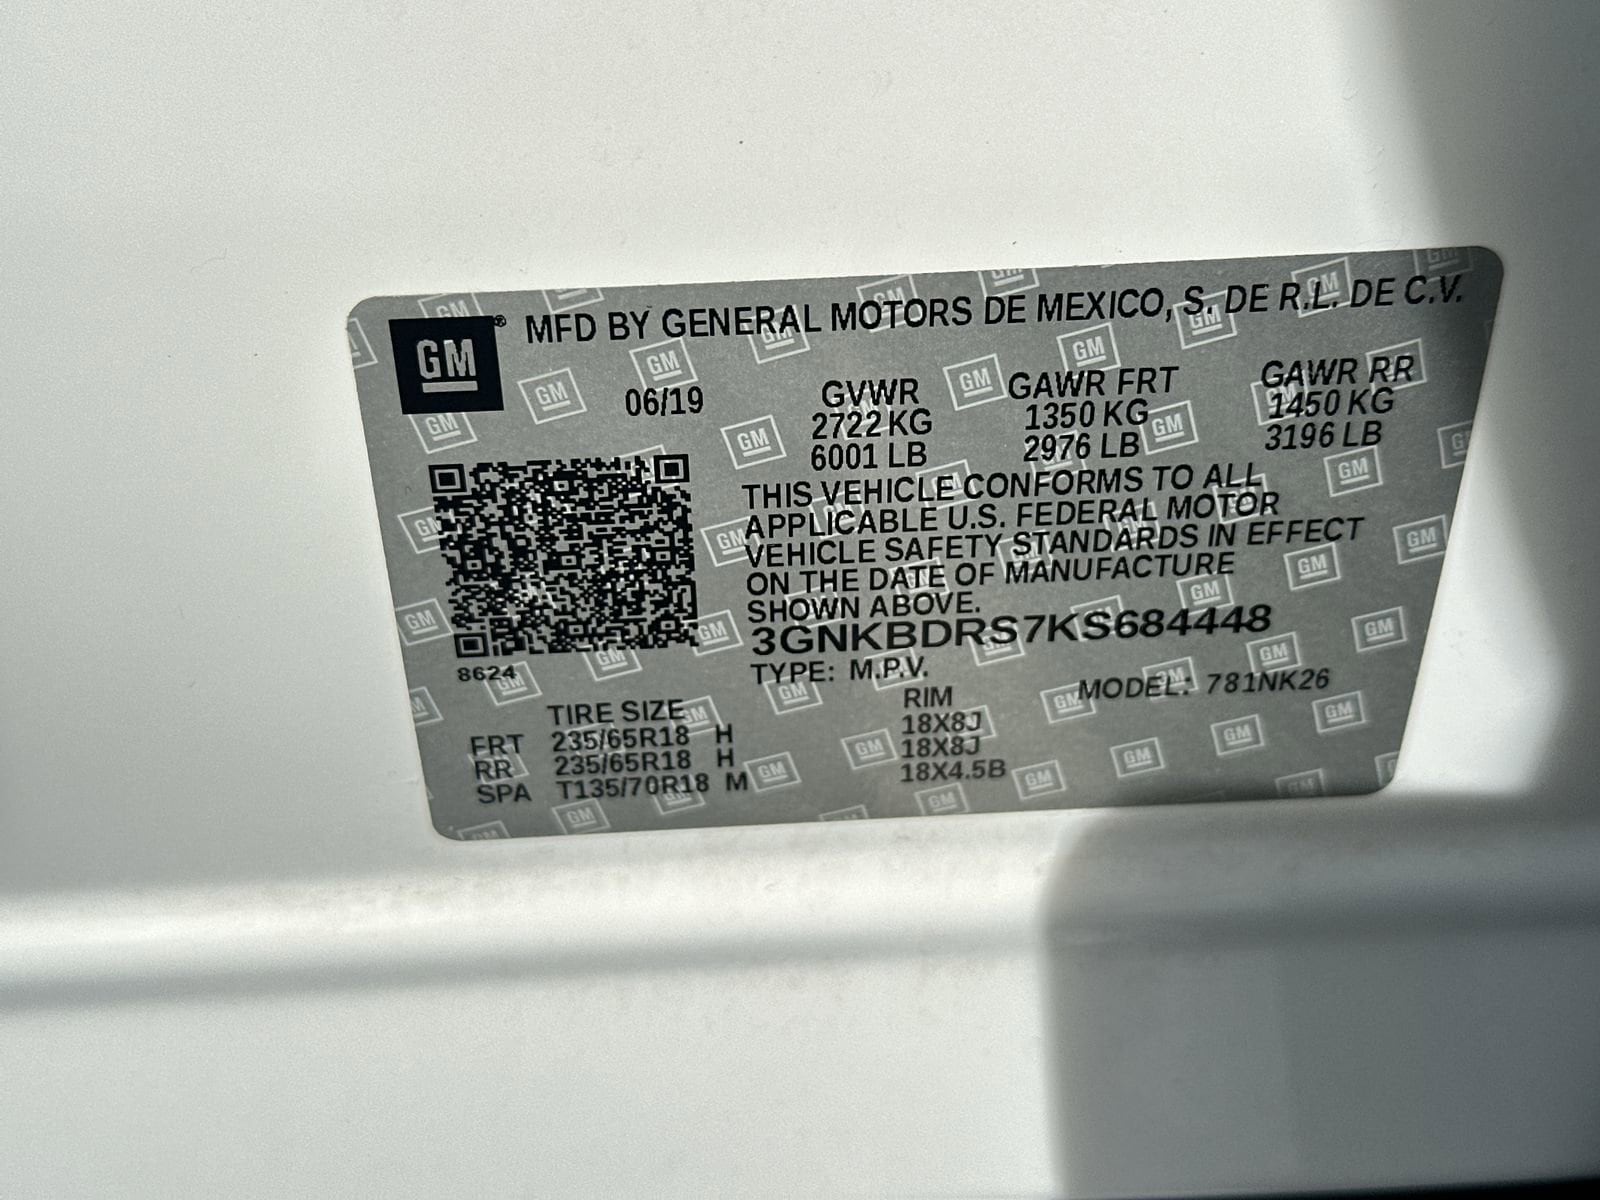 GM® MFD BY GENERAL MOTORS DE MEXICO, S. DE R.L. DE C.V.
06/19 GVWR GAWR FRT GAWR RR
2722 KG 1350 KG 1450 KG
6001 LB 2976 LB 3196 LB
THIS VEHICLE CONFORMS TO ALL
APPLICABLE U.S. FEDERAL MOTOR
VEHICLE SAFETY STANDARDS IN EFFECT
ON THE DATE OF MANUFACTURE
SHOWN ABOVE.
3GNKBDRS7KS684448
8624 TYPE: M.P.V. MODEL: 781NK26
TIRE SIZE RIM
FRT 235/65R18 H 18X8J
RR 235/65R18 H 18X8J
SPA T135/70R18 M 18X4.5B